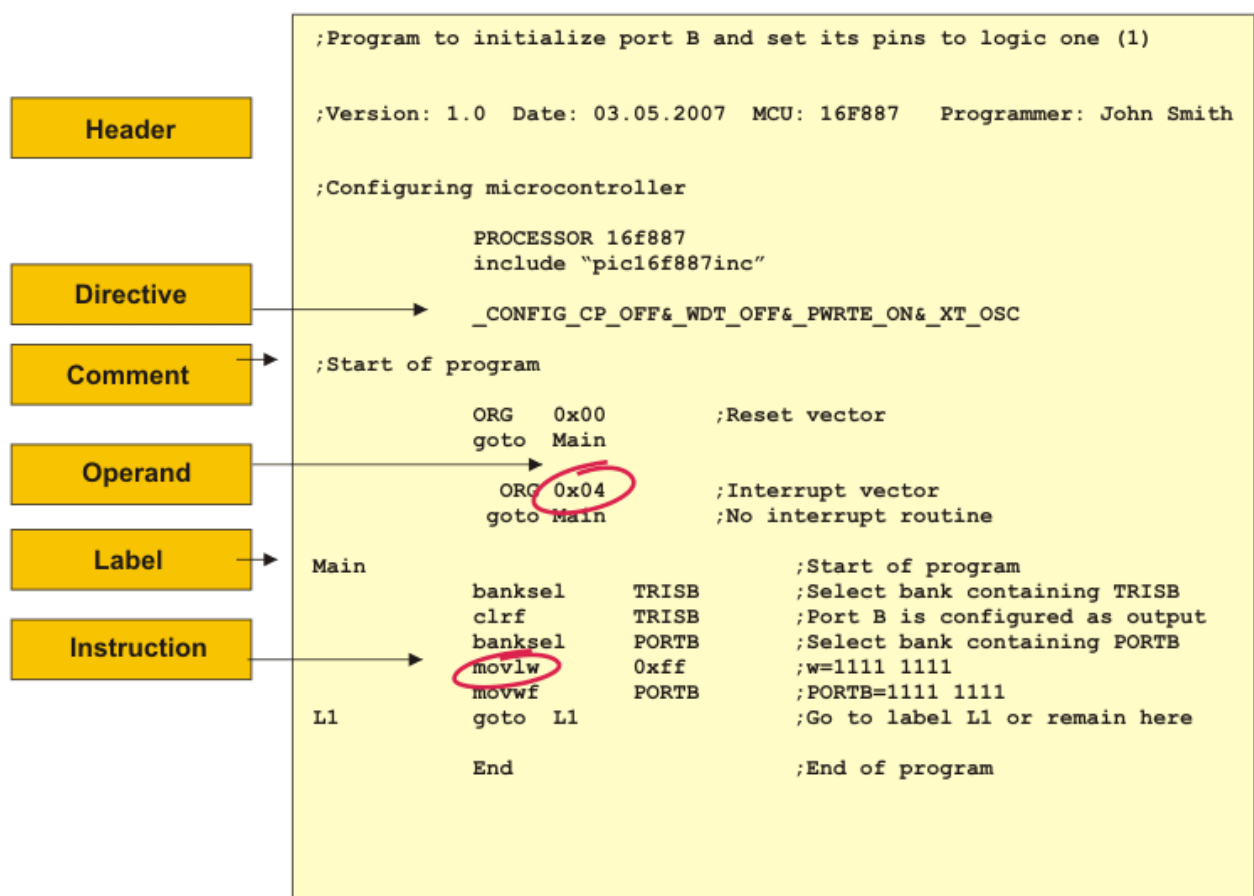 ;Program to initialize port B and set its pins to logic one (1)
Header
;Version: 1.0 Date: 03.05.2007 MCU: 16F887 Programmer: John Smith
;Configuring microcontroller
PROCESSOR 16f887
include “pic16f887inc”
Directive
_CONFIG_CP_OFF&_WDT_OFF&_PWRTE_ON&_XT_OSC
Comment
;Start of program
ORG 0x00 ;Reset vector
goto Main
Operand
ORG 0x04 ;Interrupt vector
goto Main ;No interrupt routine
Label
Main ;Start of program
banksel TRISB ;Select bank containing TRISB
clrf TRISB ;Port B is configured as output
banksel PORTB ;Select bank containing PORTB
Instruction
movlw 0xff ;w=1111 1111
movwf PORTB ;PORTB=1111 1111
L1 goto L1 ;Go to label L1 or remain here
End ;End of program